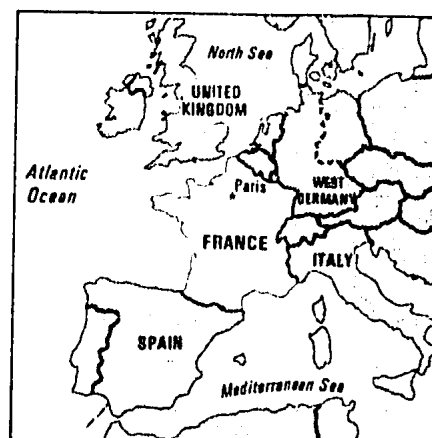 North Sea
UNITED
KINGDOM
Atlantic
Ocean
Paris
WEST
GERMANY
FRANCE
ITALY
SPAIN
Mediterranean Sea